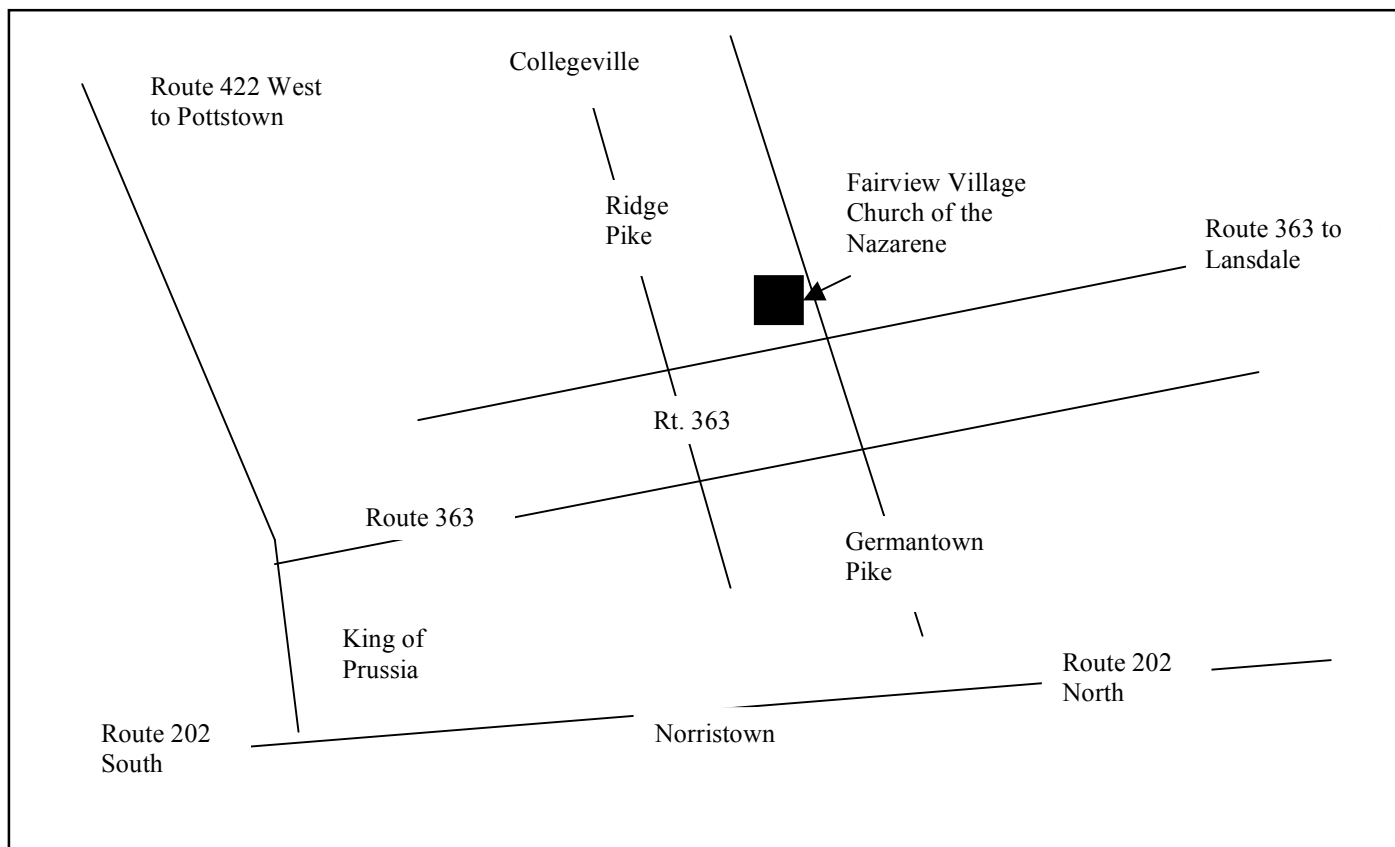 Collegeville
Route 422 West
to Pottstown
Fairview Village
Church of the
Nazarene
Ridge
Pike
Route 363 to
Lansdale
Rt. 363
Route 363
Germantown
Pike
King of
Prussia
Route 202
North
Route 202
South
Norristown